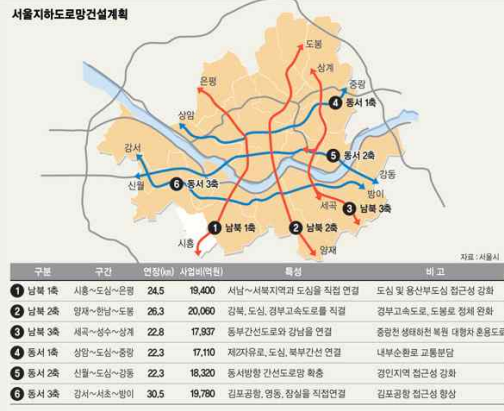 서울지하도로망건설계획
도봉
상계
은평
중랑
4 동서 1축
상암
강서
5 동서 2축
신월
6 동서 3축
강동
방이
세곡
3 남북 3축
1 남북 1축
2 남북 2축
시흥
양재
자료 : 서울시
구분 구간 연장(㎞) 사업비(억원) 특성 비고
1 남북 1축 시흥~도심~은평 24.5 19,400 서남~서북지역과 도심을 직접 연결 도심 및 용산부도심 접근성 강화
2 남북 2축 양재~한남~도봉 26.3 20,060 강북, 도심, 경부고속도로를 직결 경부고속도로, 도봉로 정체 완화
3 남북 3축 세곡~성수~상계 22.8 17,937 동부간선도로와 강남을 연결 중랑천 생태하천 복원 대형차 혼용도로
4 동서 1축 상암~도심~중랑 22.3 17,110 제2자유로, 도심, 북부간선 연결 내부순환로 교통분담
5 동서 2축 신월~도심~강동 22.3 18,320 동서방향 간선도로망 확충 경인지역 접근성 강화
6 동서 3축 강서~서초~방이 30.5 19,780 김포공항, 영동, 잠실을 직접연결 김포공항 접근성 향상